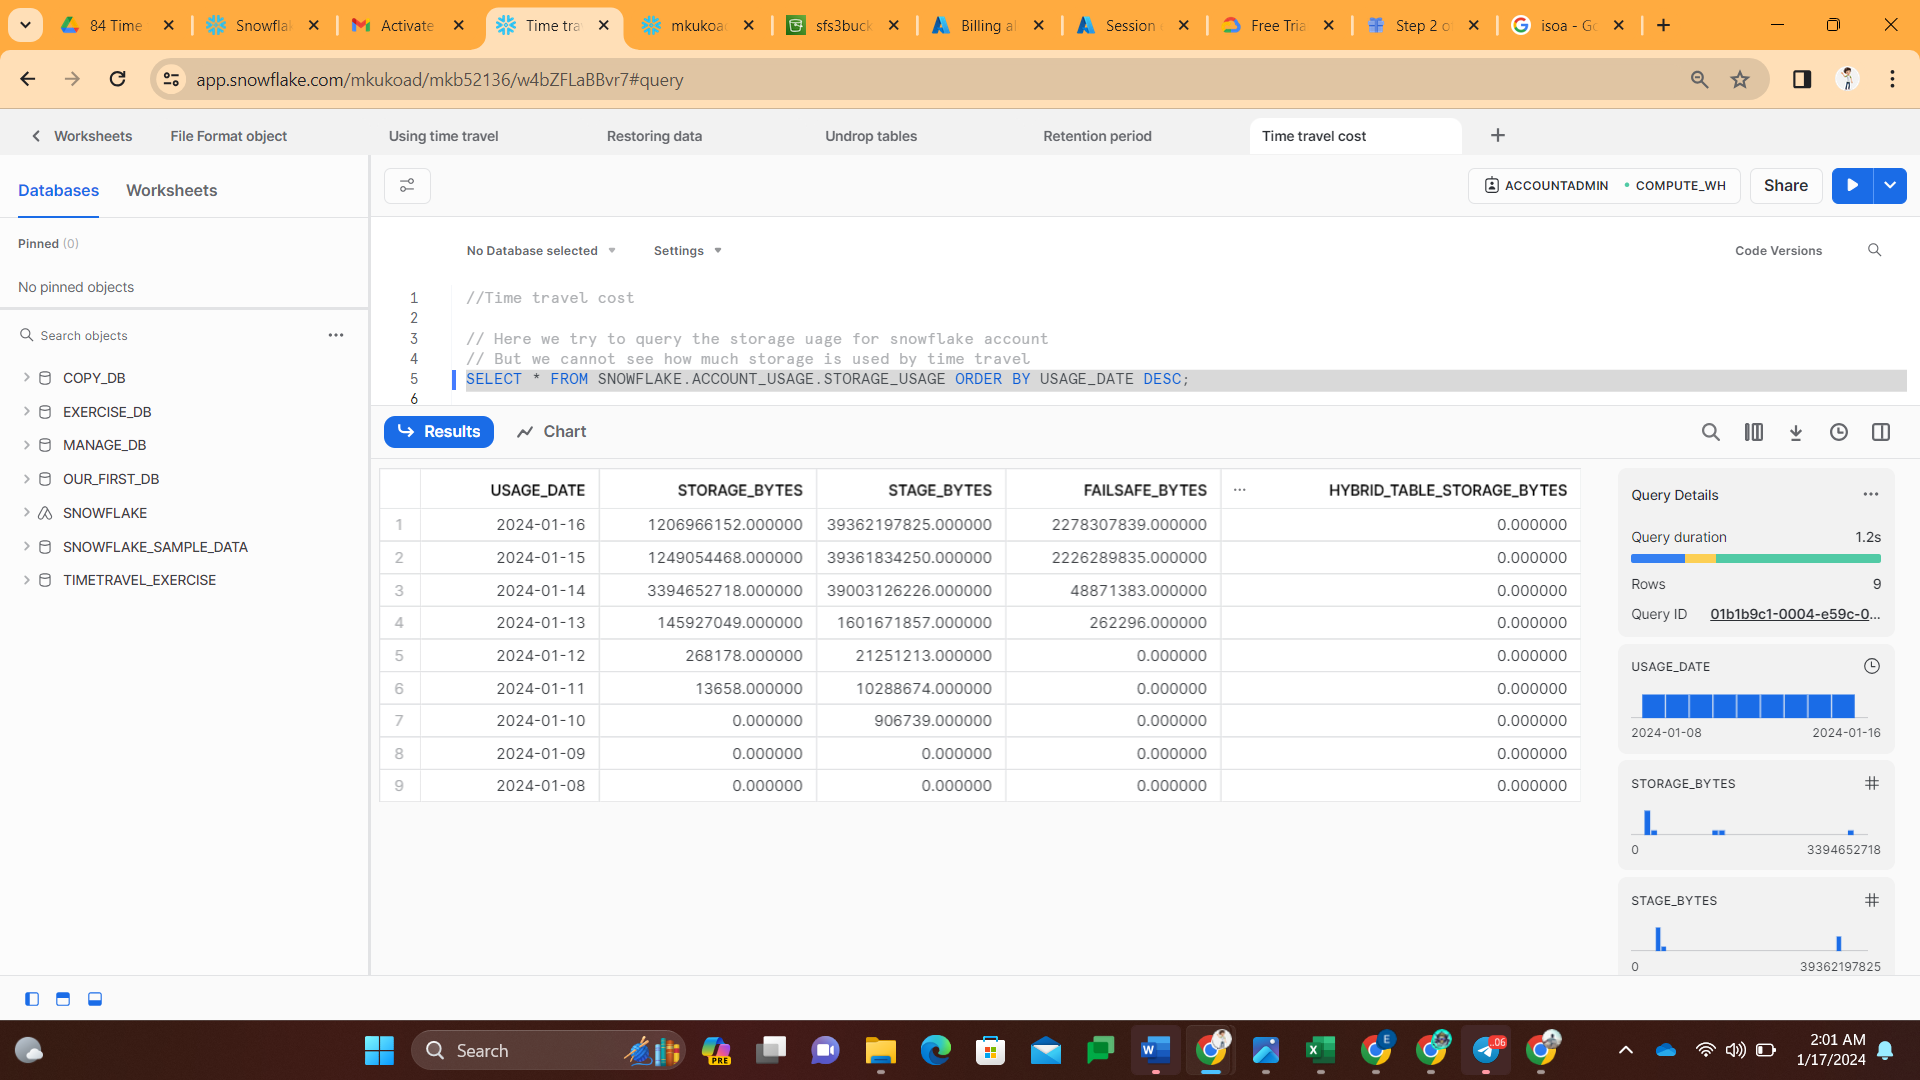 84 Time
Snowfla
Activate
Time tra
mkukoa
sfs3buck
Billing al
Session
Free Tria
Step 2 o
isoa - Go
app.snowflake.com/mkukoad/mkb52136/w4bZFLaBBvr7#query
Worksheets
File Format object
Using time travel
Restoring data
Undrop tables
Retention period
Time travel cost
Databases
Worksheets
ACCOUNTADMIN
COMPUTE_WH
Share
Pinned (0)
No pinned objects
No Database selected
Settings
Code Versions
Search objects
COPY_DB
EXERCISE_DB
MANAGE_DB
OUR_FIRST_DB
SNOWFLAKE
SNOWFLAKE_SAMPLE_DATA
TIMETRAVEL_EXERCISE
1 //Time travel cost
2
3 // Here we try to query the storage uage for snowflake account
4 // But we cannot see how much storage is used by time travel
5 SELECT * FROM SNOWFLAKE.ACCOUNT_USAGE.STORAGE_USAGE ORDER BY USAGE_DATE DESC;
6
Results
Chart
USAGE_DATE STORAGE_BYTES STAGE_BYTES FAILSAFE_BYTES ... HYBRID_TABLE_STORAGE_BYTES
1 2024-01-16 1206966152.000000 39362197825.000000 2278307839.000000 0.000000
2 2024-01-15 1249054468.000000 39361834250.000000 2226289835.000000 0.000000
3 2024-01-14 3394652718.000000 39003126226.000000 48871383.000000 0.000000
4 2024-01-13 145927049.000000 1601671857.000000 262296.000000 0.000000
5 2024-01-12 268178.000000 21251213.000000 0.000000 0.000000
6 2024-01-11 13658.000000 10288674.000000 0.000000 0.000000
7 2024-01-10 0.000000 906739.000000 0.000000 0.000000
8 2024-01-09 0.000000 0.000000 0.000000 0.000000
9 2024-01-08 0.000000 0.000000 0.000000 0.000000
Query Details
Query duration 1.2s
Rows 9
Query ID 01b1b9c1-0004-e59c-0...
USAGE_DATE
2024-01-08 2024-01-16
STORAGE_BYTES
0 3394652718
STAGE_BYTES
0 39362197825
Search
PRE
E
.06
2:01 AM
1/17/2024